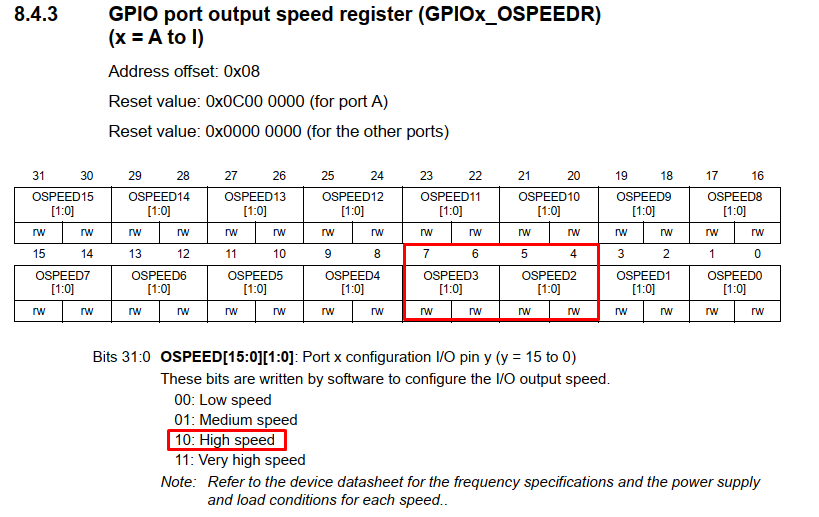 8.4.3 GPIO port output speed register (GPIOx_OSPEEDR)
(x = A to I)
Address offset: 0x08
Reset value: 0x0C00 0000 (for port A)
Reset value: 0x0000 0000 (for the other ports)
31 30 29 28 27 26 25 24 23 22 21 20 19 18 17 16
OSPEED15 OSPEED14 OSPEED13 OSPEED12 OSPEED11 OSPEED10 OSPEED9 OSPEED8
[1:0] [1:0] [1:0] [1:0] [1:0] [1:0] [1:0] [1:0]
rw rw rw rw rw rw rw rw rw rw rw rw rw rw rw rw
15 14 13 12 11 10 9 8 7 6 5 4 3 2 1 0
OSPEED7 OSPEED6 OSPEED5 OSPEED4 OSPEED3 OSPEED2 OSPEED1 OSPEED0
[1:0] [1:0] [1:0] [1:0] [1:0] [1:0] [1:0] [1:0]
rw rw rw rw rw rw rw rw rw rw rw rw rw rw rw rw
Bits 31:0 OSPEED[15:0][1:0]: Port x configuration I/O pin y (y = 15 to 0)
These bits are written by software to configure the I/O output speed.
00: Low speed
01: Medium speed
10: High speed
11: Very high speed
Note: Refer to the device datasheet for the frequency specifications and the power supply
and load conditions for each speed..